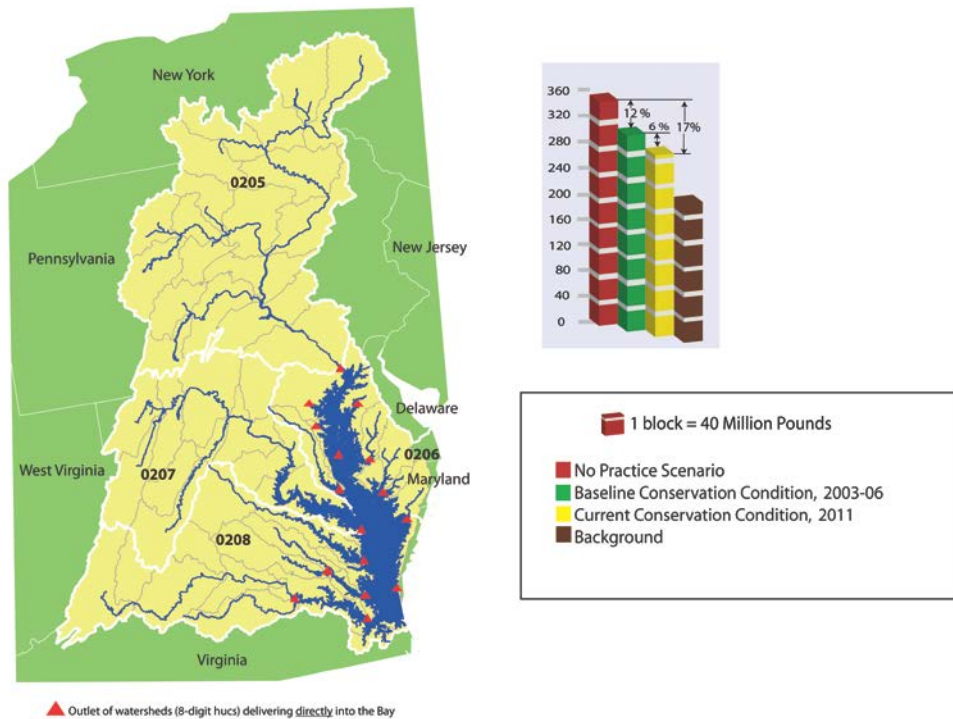 New York
0205
Pennsylvania
New Jersey
Delaware
0206
Maryland
West Virginia
0207
0208
Virginia
Outlet of watersheds (8-digit hucs) delivering directly into the Bay
360
320
280
240
200
160
120
80
40
0
12 %
6 %
17%
1 block = 40 Million Pounds
No Practice Scenario
Baseline Conservation Condition, 2003-06
Current Conservation Condition, 2011
Background